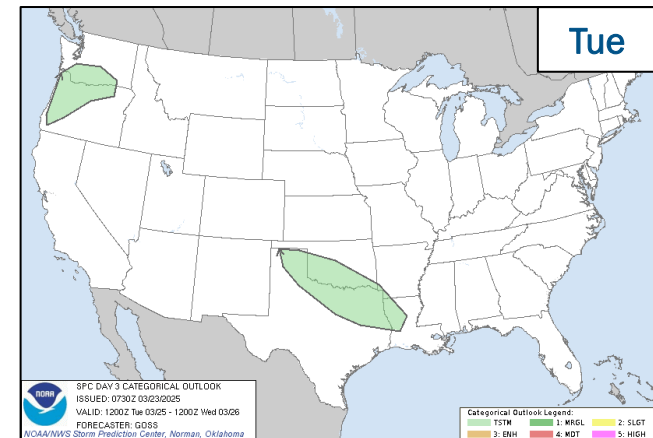 Tue
SPC DAY 3 CATEGORICAL OUTLOOK
ISSUED: 0730Z 03/23/2025
VALID: 1200Z Tue 03/25 - 1200Z Wed 03/26
FORECASTER: GOSS
NOAA/NWS Storm Prediction Center, Norman, Oklahoma
NOAA
Categorical Outlook Legend:
TSTM 1: MRGL 2: SLGT
3: ENH 4: MDT 5: HIGH